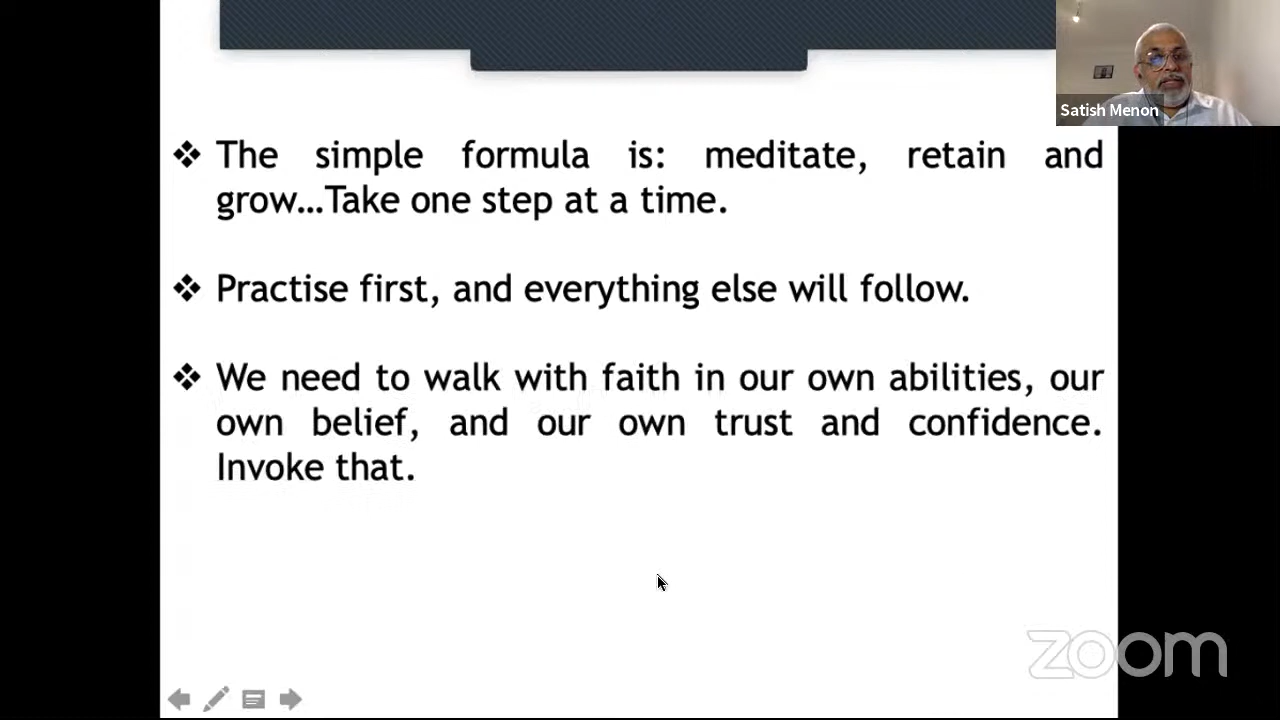 Satish Menon
❖ The simple formula is: meditate, retain and
grow...Take one step at a time.
❖ Practise first, and everything else will follow.
❖ We need to walk with faith in our own abilities, our
own belief, and our own trust and confidence.
Invoke that.
zoom